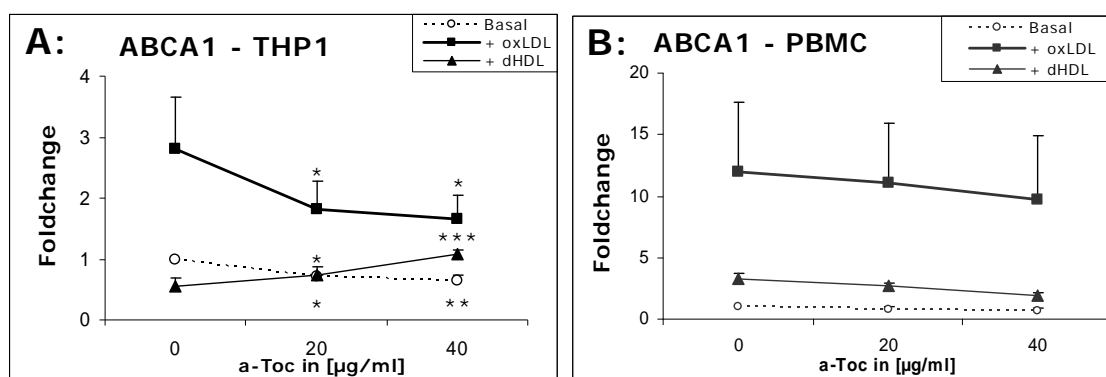 A: ABCA1 - THP1
Basal
+ oxLDL
+ dHDL
4
3
2
1
0
Foldchange
*
*
***
*
*
**
0 20 40
a-Toc in [µg/ml]
B: ABCA1 - PBMC
Basal
+ oxLDL
+ dHDL
20
15
10
5
0
Foldchange
0 20 40
a-Toc in [µg/ml]